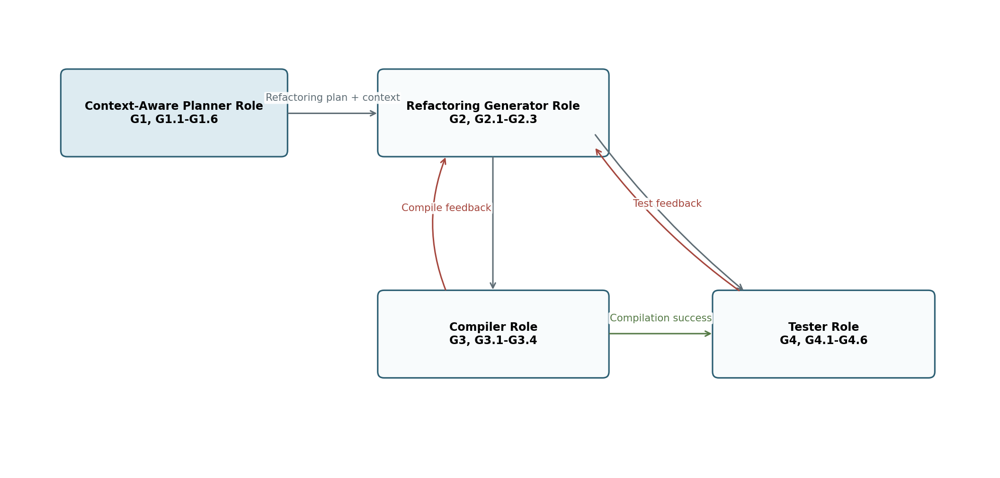 Context-Aware Planner Role
G1, G1.1-G1.6
Refactoring plan + context
Refactoring Generator Role
G2, G2.1-G2.3
Compile feedback
Test feedback
Compiler Role
G3, G3.1-G3.4
Compilation success
Tester Role
G4, G4.1-G4.6